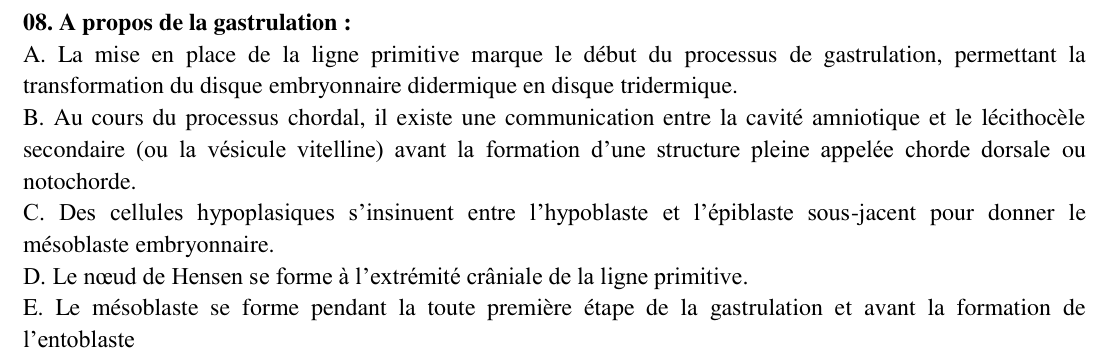 08. A propos de la gastrulation :
A. La mise en place de la ligne primitive marque le début du processus de gastrulation, permettant la
transformation du disque embryonnaire didermique en disque tridermique.
B. Au cours du processus chordal, il existe une communication entre la cavité amniotique et le lécithocèle
secondaire (ou la vésicule vitelline) avant la formation d’une structure pleine appelée chorde dorsale ou
notochorde.
C. Des cellules hypoplasiques s’insinuent entre l’hypoblaste et l’épiblaste sous-jacent pour donner le
mésoblaste embryonnaire.
D. Le nœud de Hensen se forme à l’extrémité crâniale de la ligne primitive.
E. Le mésoblaste se forme pendant la toute première étape de la gastrulation et avant la formation de
l’entoblaste